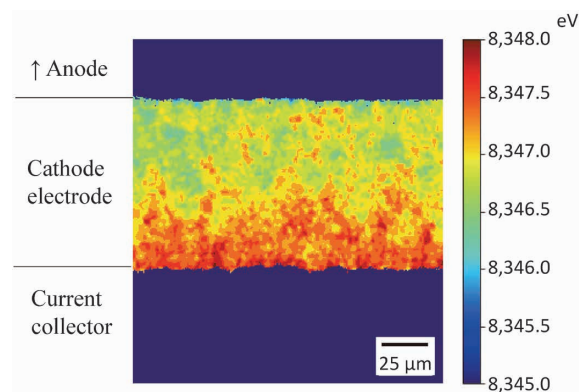 eV
↑ Anode
Cathode
electrode
Current
collector
25 μm
8,348.0
8,347.5
8,347.0
8,346.5
8,346.0
8,345.5
8,345.0